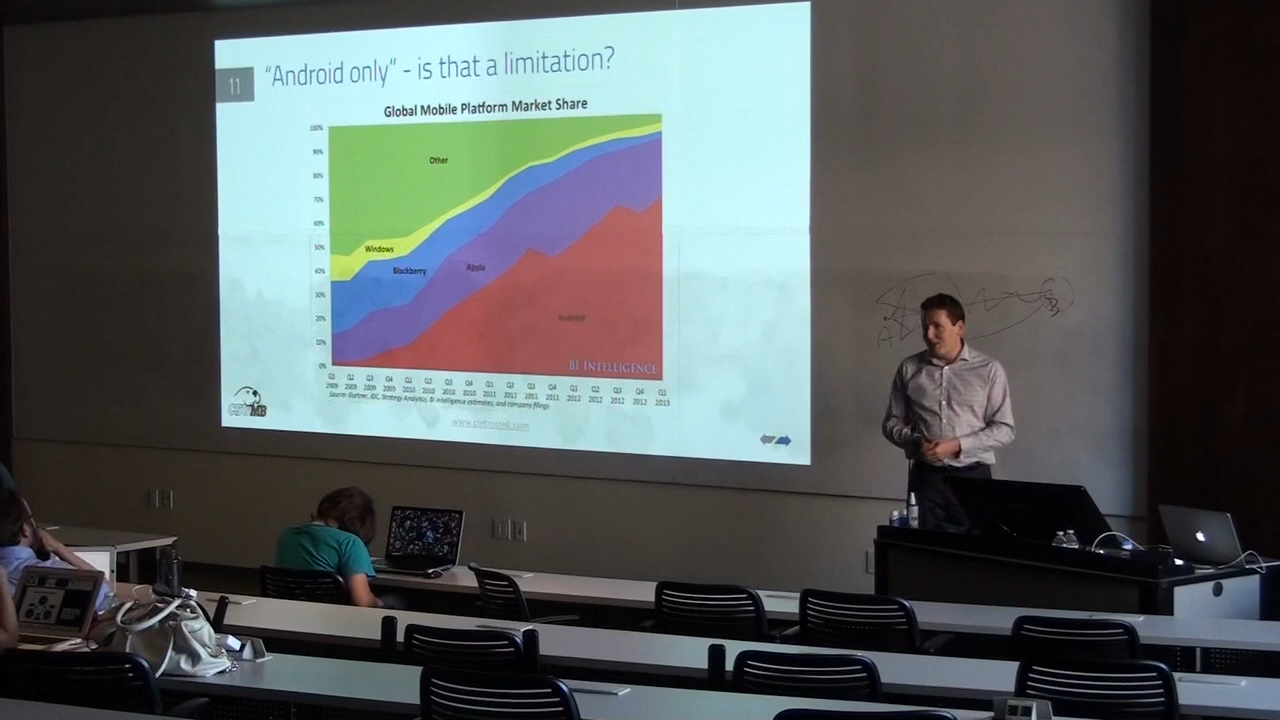 11
"Android only" - is that a limitation?
Global Mobile Platform Market Share
100%
90%
80%
70%
60%
50%
40%
30%
20%
10%
0%
Other
Windows
Blackberry
Apple
Android
BI INTELLIGENCE
Q1 Q2 Q3 Q4 Q1 Q2 Q3 Q4 Q1 Q2 Q3 Q4 Q1 Q2 Q3 Q4 Q1
2009 2009 2009 2009 2010 2010 2010 2010 2011 2011 2011 2011 2012 2012 2012 2012 2013
Source: Gartner, IDC, Strategy Analytics, BI Intelligence estimates, and company filings
CSUMB
www.pietroszek.com
A
B